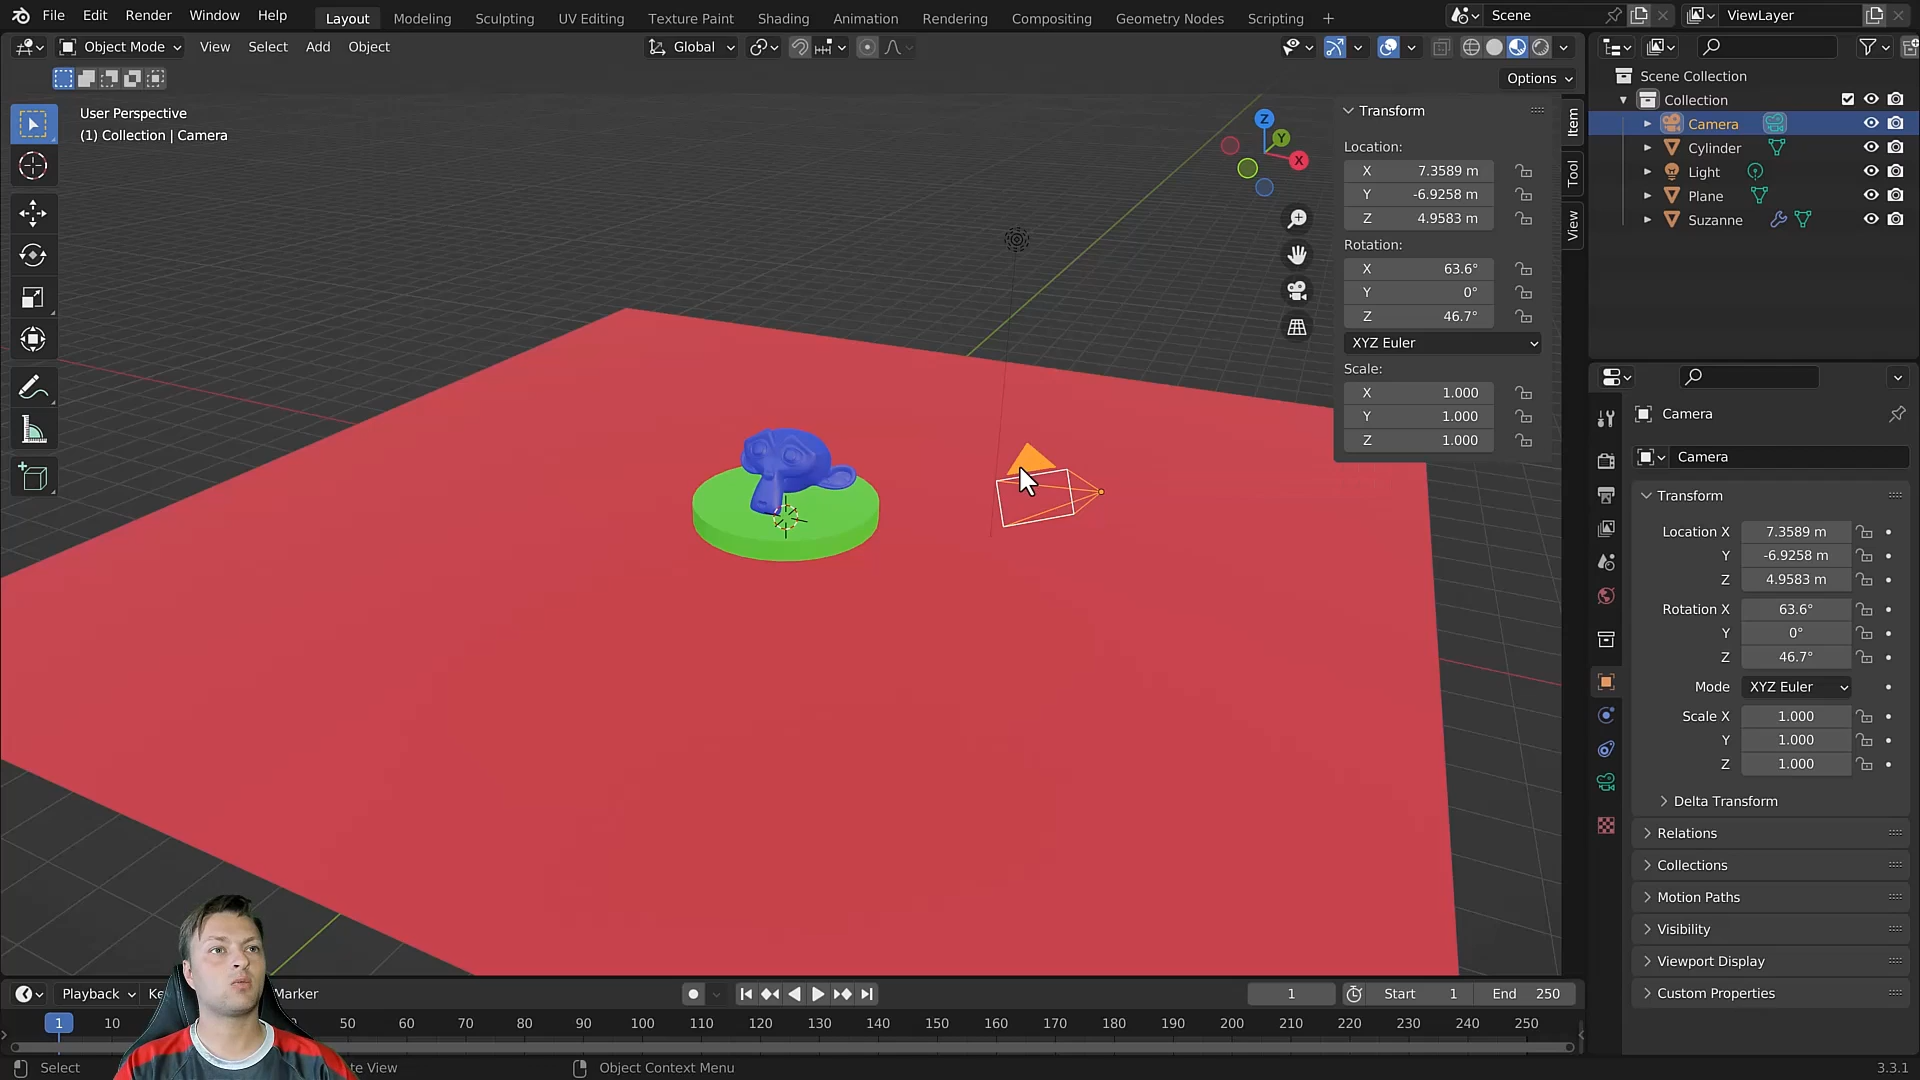 File Edit Render Window Help Layout Modeling Sculpting UV Editing Texture Paint Shading Animation Rendering Compositing Geometry Nodes Scripting + Scene ViewLayer
Object Mode View Select Add Object Global
Options
User Perspective
(1) Collection | Camera
Z
Y
X
Transform
Location:
X 7.3589 m
Y -6.9258 m
Z 4.9583 m
Rotation:
X 63.6°
Y 0°
Z 46.7°
XYZ Euler
Scale:
X 1.000
Y 1.000
Z 1.000
Item
Tool
View
Scene Collection
Collection
Camera
Cylinder
Light
Plane
Suzanne
Camera
Camera
Transform
Location X 7.3589 m
Y -6.9258 m
Z 4.9583 m
Rotation X 63.6°
Y 0°
Z 46.7°
Mode XYZ Euler
Scale X 1.000
Y 1.000
Z 1.000
Delta Transform
Relations
Collections
Motion Paths
Visibility
Viewport Display
Custom Properties
Playback Ke Marker 1 Start 1 End 250
1 10 50 60 70 80 90 100 110 120 130 140 150 160 170 180 190 200 210 220 230 240 250
Select te View Object Context Menu 3.3.1